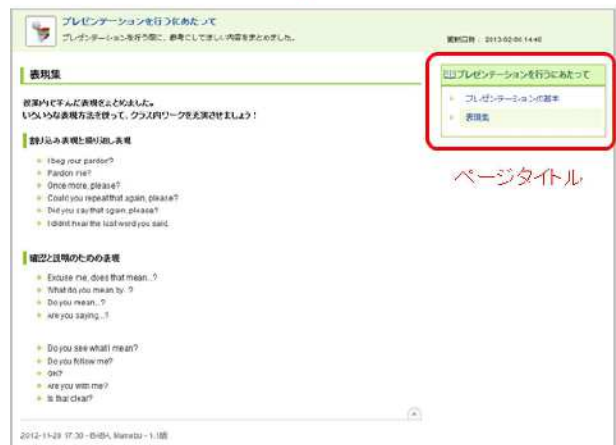 プレゼンテーションを行うにあたって
プレゼンテーションを行う際に、参考にしてほしい内容をまとめました。
更新日時 : 2013-02-06 14:40
表現集
授業内で学んだ表現をまとめました。
いろいろな表現方法を使って、クラス内ワークを充実させましょう！
割り込み表現と繰り返し表現
I beg your pardon?
Pardon me?
Once more, please?
Could you repeat that again, please?
Did you say that again, please?
I didn't hear the last word you said.
確認と説明のための表現
Excuse me, does that mean...?
What do you mean by..?
Do you mean...?
Are you saying...?
Do you see what I mean?
Do you follow me?
OK?
Are you with me?
Is that clear?
2012-11-28 17:30 -
プレゼンテーションを行うにあたって
プレゼンテーションの基本
表現集
ページタイトル